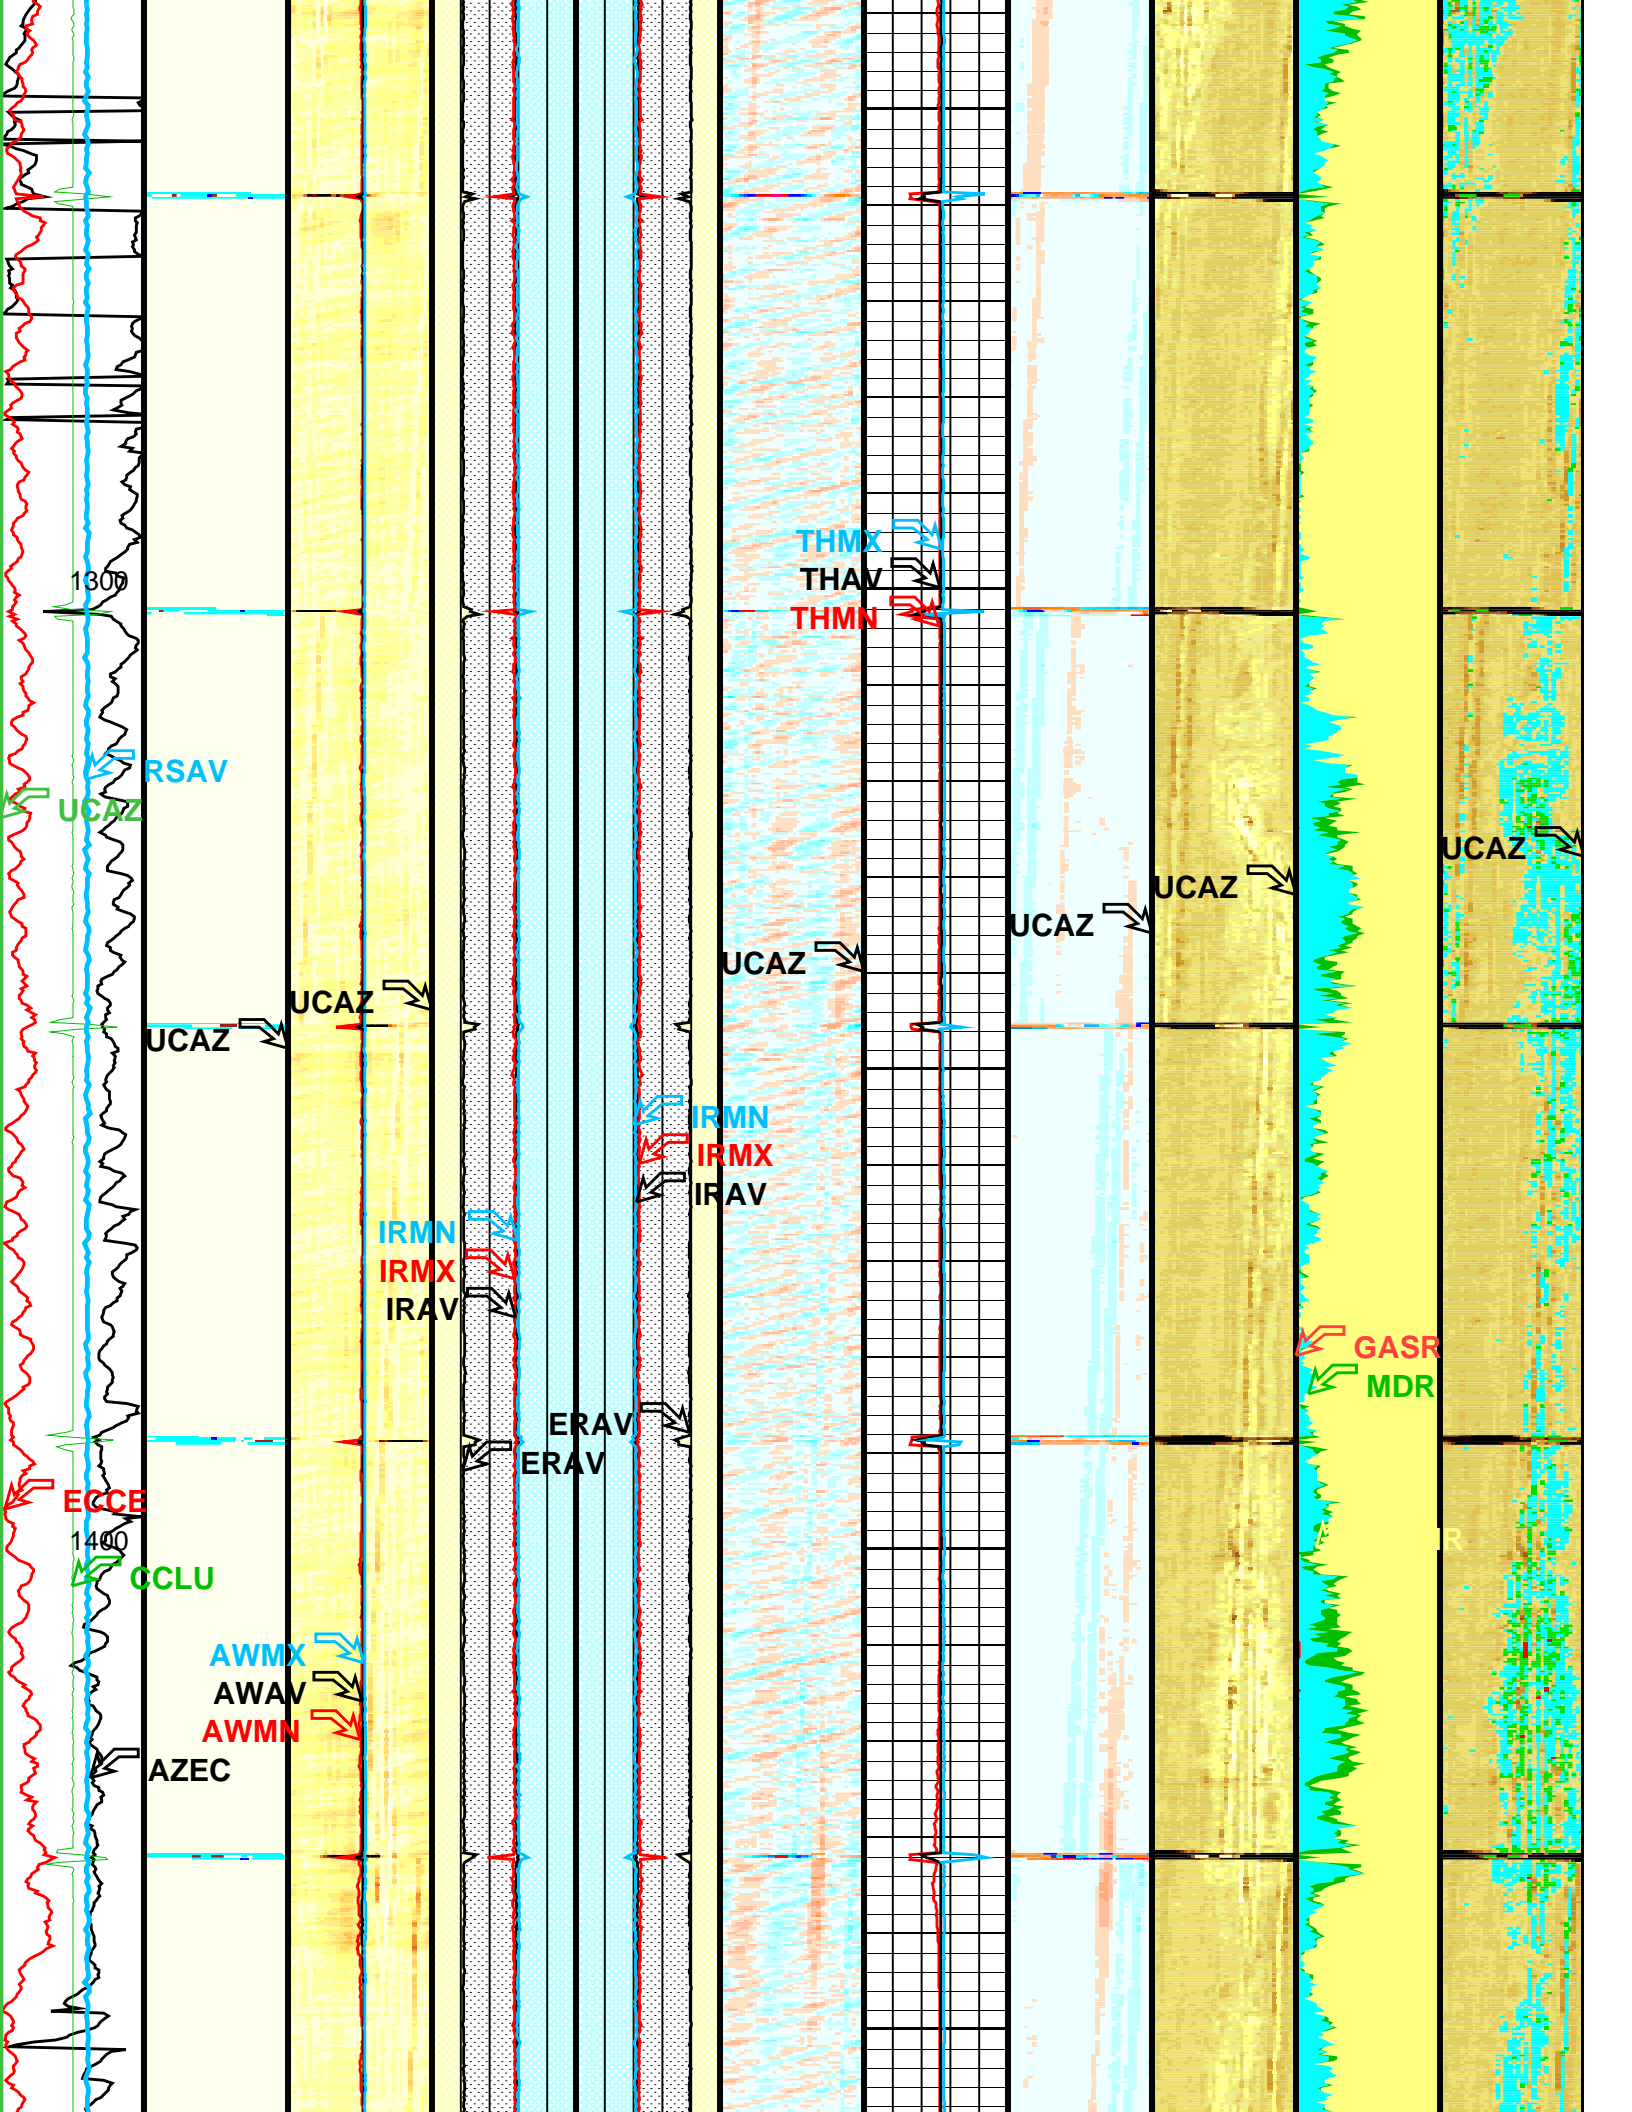 THMX
THAV
1300
THMN
RSAV
UCAZ
UCAZ
UCAZ
UCAZ
UCAZ
UCAZ
UCAZ
IRMN
IRMX
IRAV
IRMN
IRMX
IRAV
GASR
MDR
ERAV
ERAV
ECCE
1400
CCLU
AWMX
AWAV
AWMN
AZEC